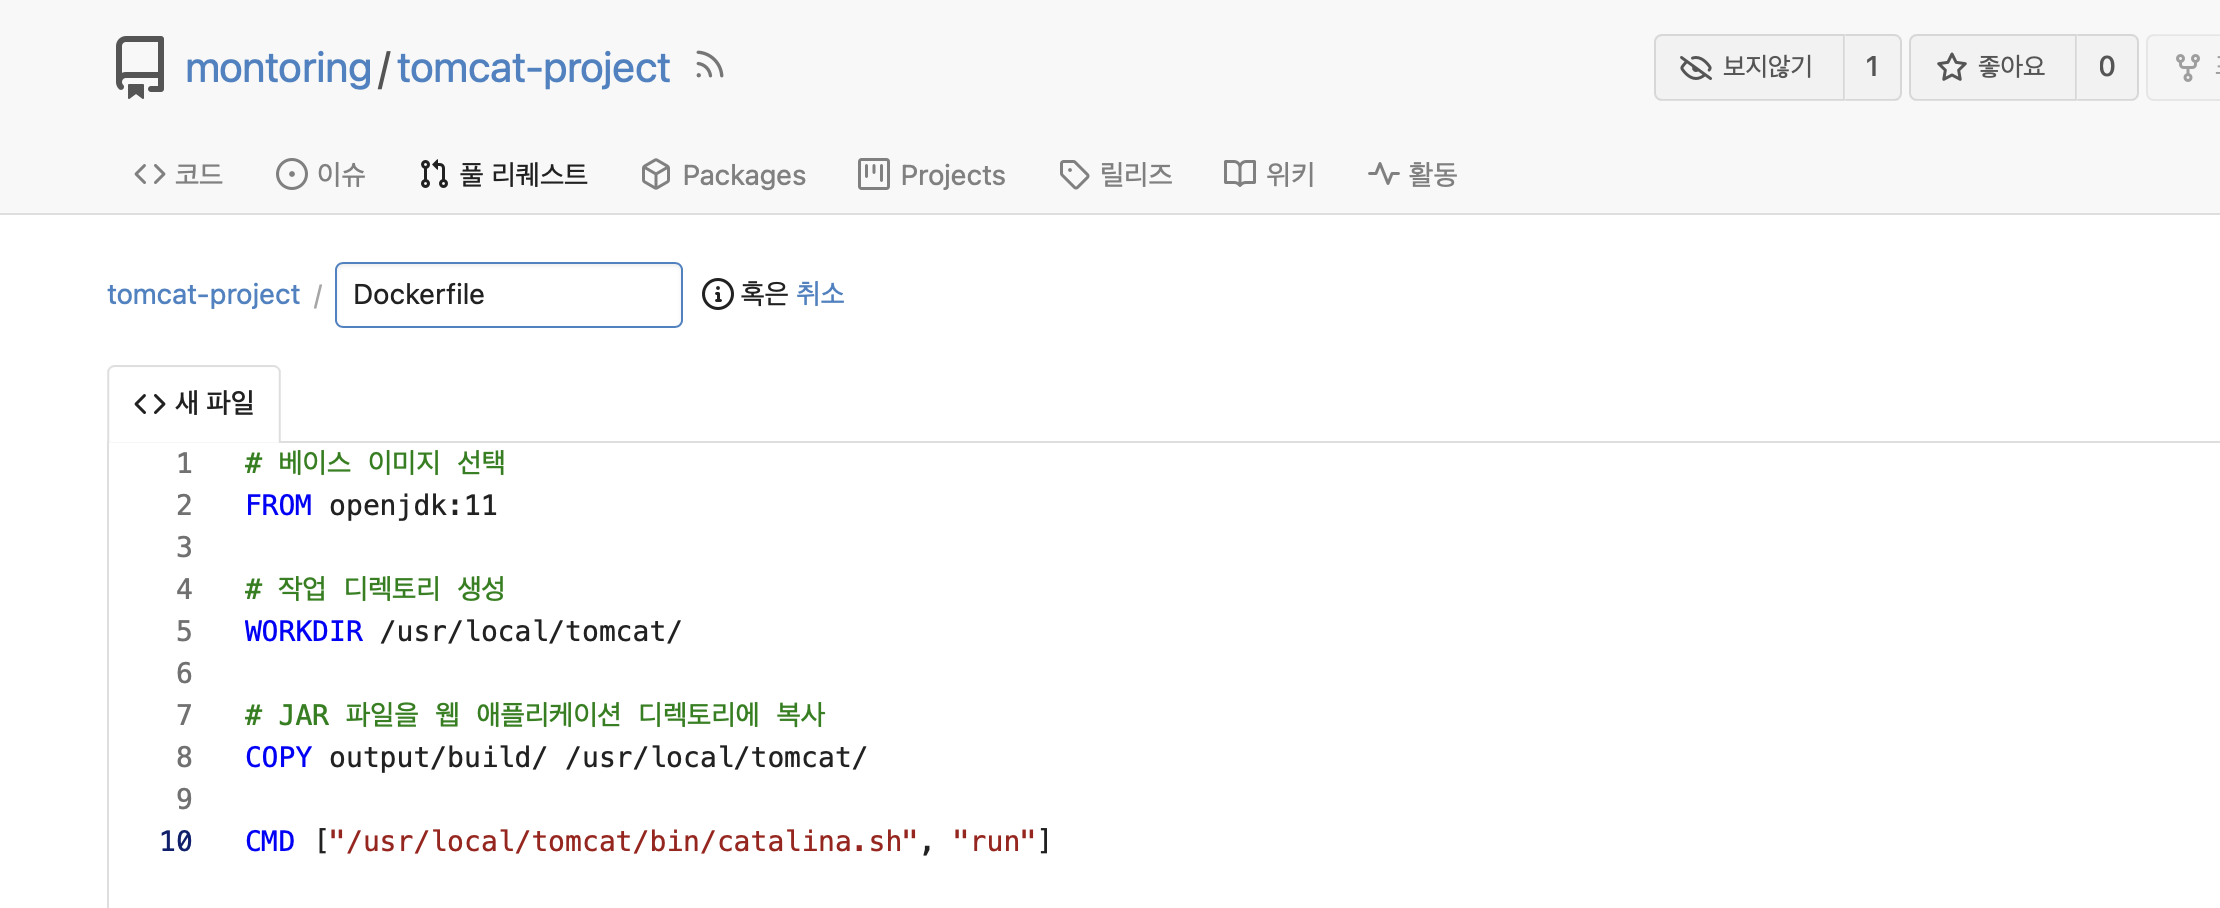 montoring/tomcat-project
보지않기 1 좋아요 0
코드 이슈 풀 리퀘스트 Packages Projects 릴리즈 위키 활동
tomcat-project / Dockerfile 혹은 취소
새 파일
1 # 베이스 이미지 선택
2 FROM openjdk:11
3
4 # 작업 디렉토리 생성
5 WORKDIR /usr/local/tomcat/
6
7 # JAR 파일을 웹 애플리케이션 디렉토리에 복사
8 COPY output/build/ /usr/local/tomcat/
9
10 CMD ["/usr/local/tomcat/bin/catalina.sh", "run"]